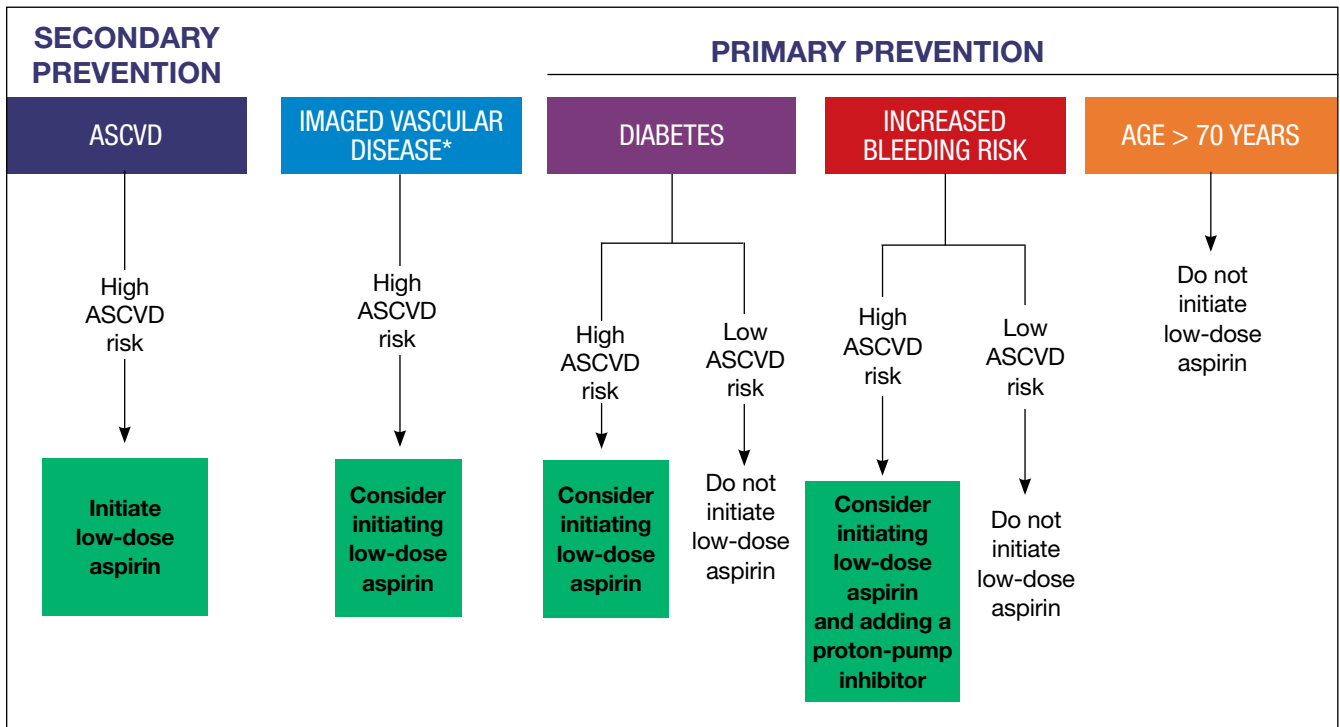 SECONDARY
PREVENTION
PRIMARY PREVENTION
ASCVD
IMAGED VASCULAR
DISEASE*
DIABETES
INCREASED
BLEEDING RISK
AGE > 70 YEARS
High
ASCVD
risk
High
ASCVD
risk
High
ASCVD
risk
Low
ASCVD
risk
High
ASCVD
risk
Low
ASCVD
risk
Do not
initiate
low-dose
aspirin
Initiate
low-dose
aspirin
Consider
initiating
low-dose
aspirin
Consider
initiating
low-dose
aspirin
Do not
initiate
low-dose
aspirin
Consider
initiating
low-dose
aspirin
and adding a
proton-pump
inhibitor
Do not
initiate
low-dose
aspirin